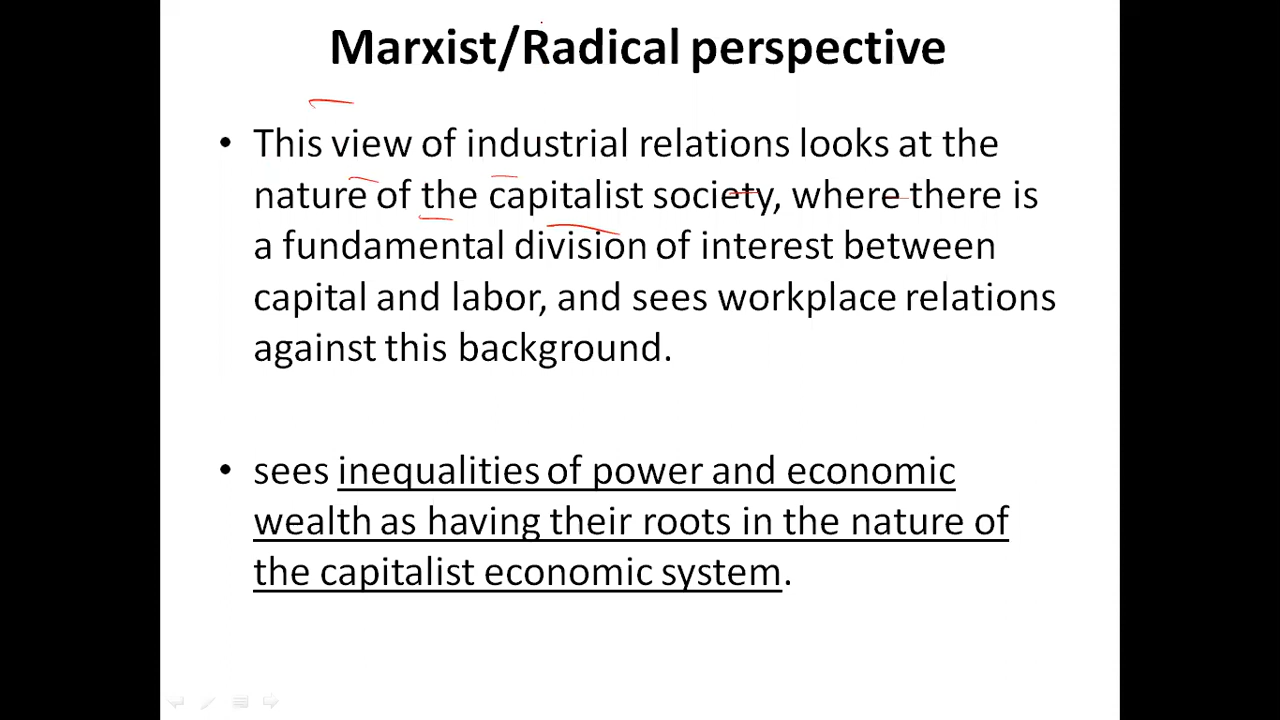 Marxist/Radical perspective
• This view of industrial relations looks at the
nature of the capitalist society, where there is
a fundamental division of interest between
capital and labor, and sees workplace relations
against this background.
• sees inequalities of power and economic
wealth as having their roots in the nature of
the capitalist economic system.